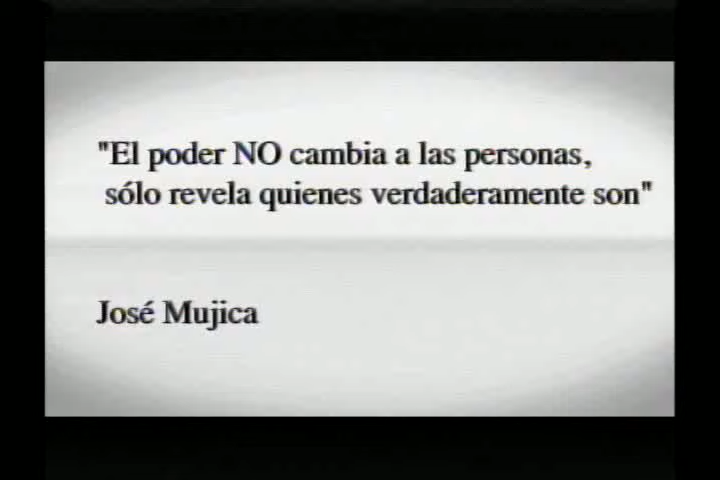 "El poder NO cambia a las personas,
sólo revela quienes verdaderamente son"
José Mujica